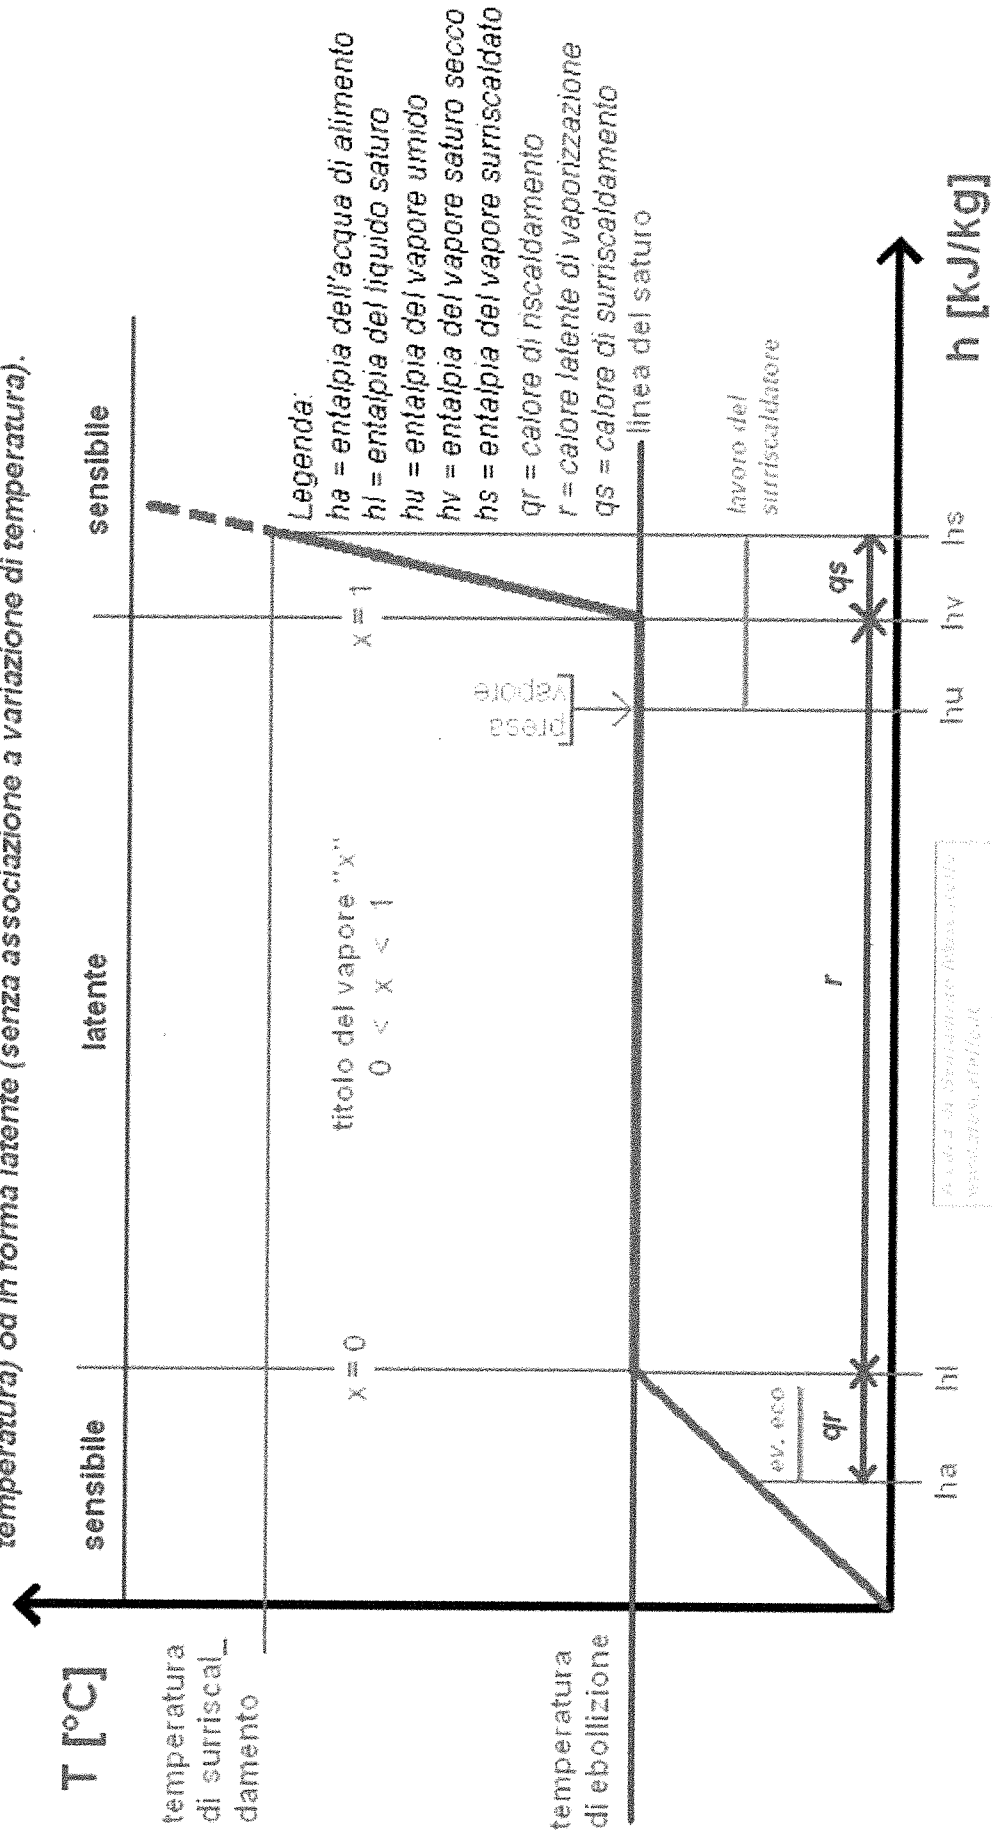 temperatura) od in forma latente (senza associazione a variazione di temperatura).
T [°C]
sensibile
latente
sensibile
temperatura
di surriscal_
damento
x = 0
titolo del vapore "x"
0 < x < 1
x = 1
presa
vapore
Legenda:
ha = entalpia dell'acqua di alimento
hl = entalpia del liquido saturo
hu = entalpia del vapore umido
hv = entalpia del vapore saturo secco
hs = entalpia del vapore surriscaldato
qr = calore di riscaldamento
r = calore latente di vaporizzazione
qs = calore di surriscaldamento
temperatura
di ebollizione
linea del saturo
ev. eco
lavoro del
surriscaldatore
qr
r
qs
ha
hl
hu
hv
hs
h [kJ/kg]